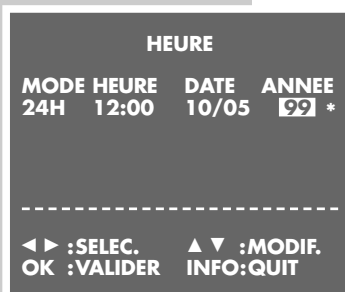 HEURE
MODE HEURE DATE ANNEE
24H 12:00 10/05 99 *
◄ ► :SELEC. ▲ ▼ :MODIF.
OK :VALIDER INFO:QUIT